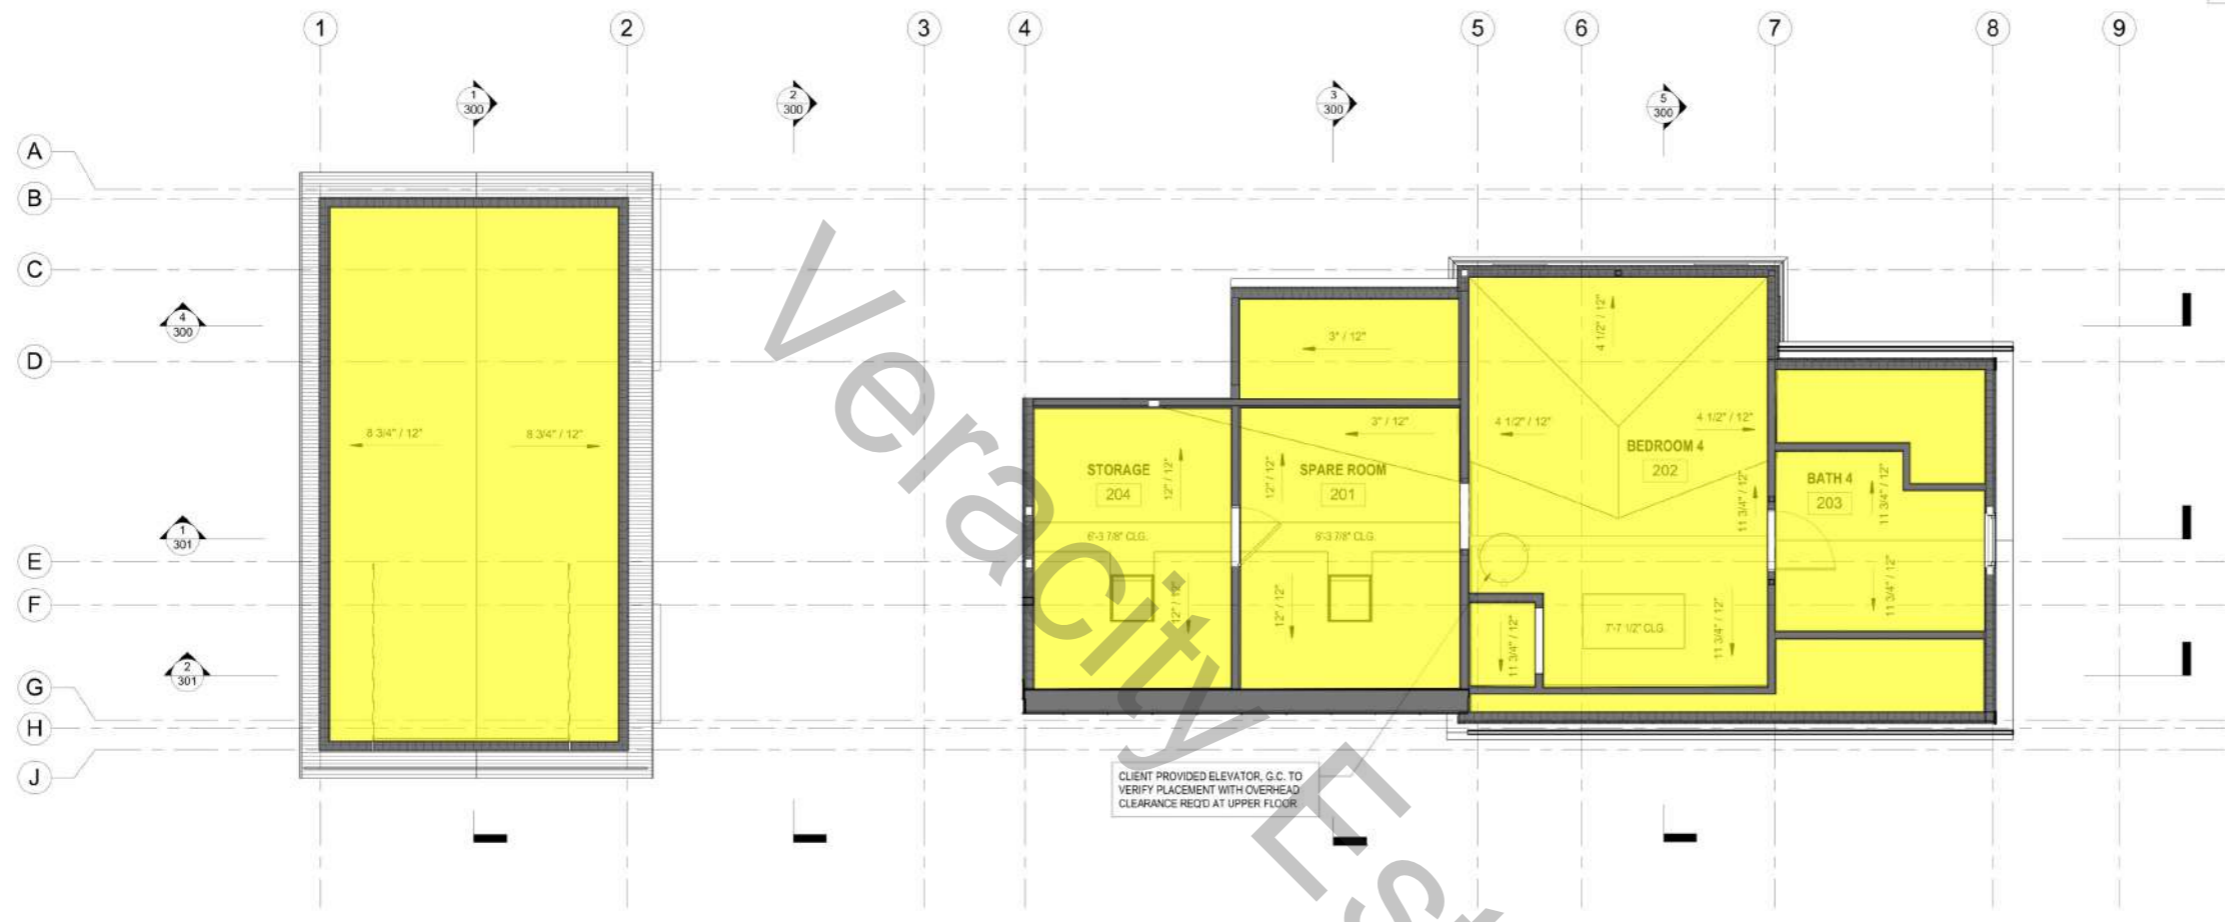 1 2 3 4 5 6 7 8 9
1
300
2
300
3
300
5
300
A
B
C
4
300
D
1
301
E
F
2
301
G
H
J
8 3/4" / 12"
8 3/4" / 12"
3" / 12"
3" / 12"
STORAGE
204
12" / 12"
6'-3 7/8" CLG.
12" / 12"
SPARE ROOM
201
12" / 12"
6'-3 7/8" CLG.
12" / 12"
4 1/2" / 12"
4 1/2" / 12"
4 1/2" / 12"
BEDROOM 4
202
11 3/4" / 12"
7'-7 1/2" CLG.
11 3/4" / 12"
11 3/4" / 12"
BATH 4
203
11 3/4" / 12"
11 3/4" / 12"
CLIENT PROVIDED ELEVATOR, G.C. TO
VERIFY PLACEMENT WITH OVERHEAD
CLEARANCE REQ'D AT UPPER FLOOR
Veracity Est